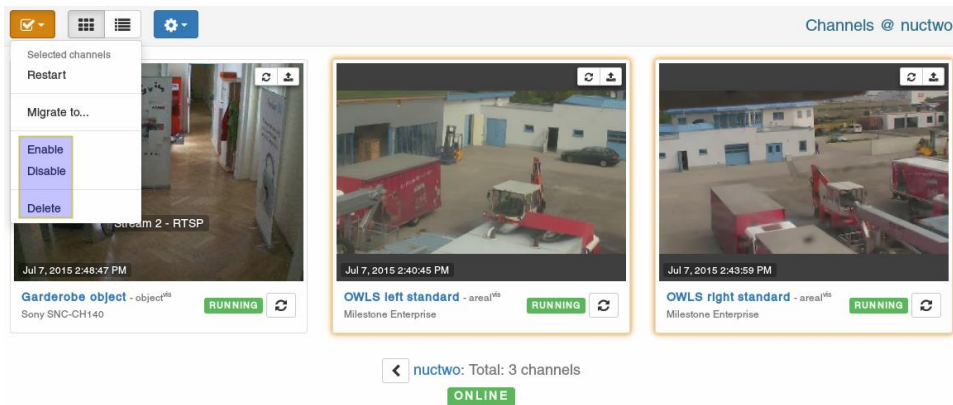 Channels @ nuctwo
Selected channels
Restart
Migrate to...
Enable
Disable
Delete
Stream 2 - RTSP
Jul 7, 2015 2:48:47 PM
Garderobe object - objectvis
RUNNING
Sony SNC-CH140
Jul 7, 2015 2:40:45 PM
OWLS left standard - arealvis
RUNNING
Milestone Enterprise
Jul 7, 2015 2:43:59 PM
OWLS right standard - arealvis
RUNNING
Milestone Enterprise
nuctwo: Total: 3 channels
ONLINE